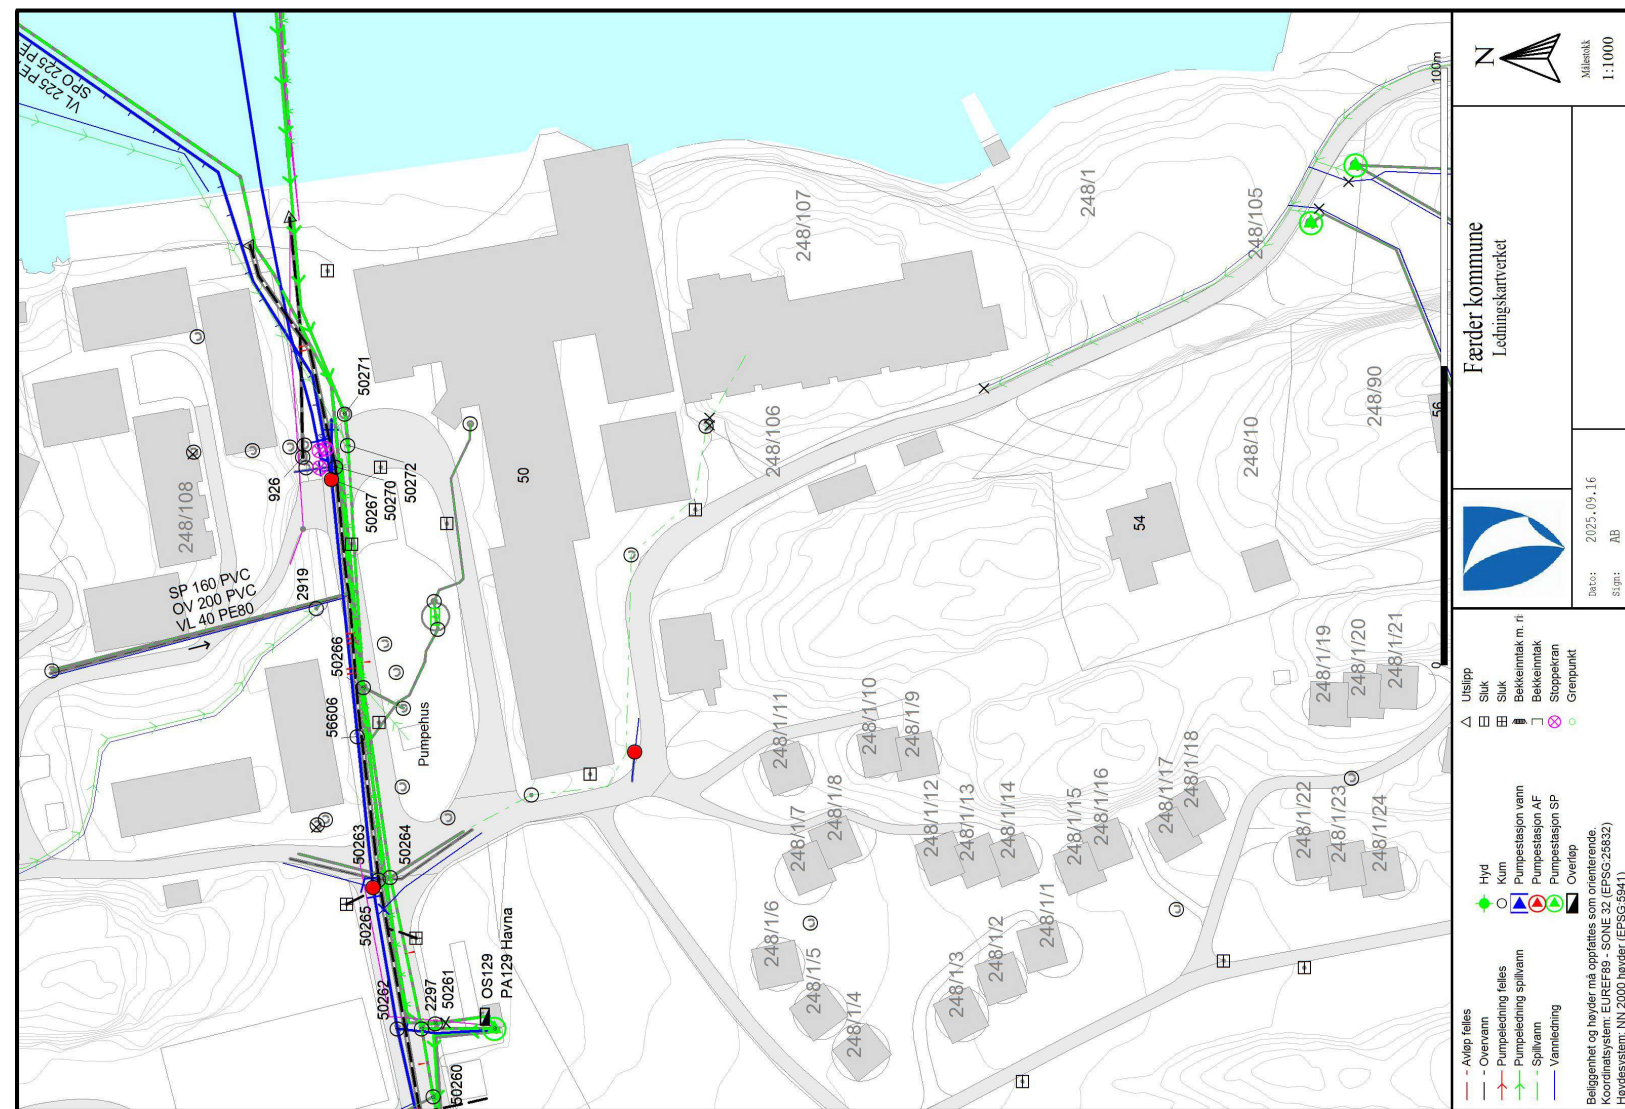 VL 225 PE
SPO 225 PE
926
248/108
SP 160 PVC
OV 200 PVC
VL 40 PE80
2919
50271
50267
50270
50272
50266
56606
Pumpehus
50263
50264
50265
50262
2297
50261
OS129
PA129 Havna
50260
50
54
56
248/107
248/1
248/105
248/106
248/10
248/90
248/1/11
248/1/10
248/1/9
248/1/7
248/1/8
248/1/12
248/1/13
248/1/14
248/1/15
248/1/16
248/1/17
248/1/18
248/1/19
248/1/20
248/1/21
248/1/22
248/1/23
248/1/24
248/1/6
248/1/5
248/1/4
248/1/3
248/1/2
248/1/1
0
100m
N
Målestokk
1:1000
Færder kommune
Ledningskartverket
Dato: 2025.09.16
Sign: AB
Avløp felles
Overvann
Pumpeledning felles
Pumpeledning spillvann
Spillvann
Vannledning
Hyd
Kum
Pumpestasjon vann
Pumpestasjon AF
Pumpestasjon SP
Overløp
Utslipp
Sluk
Sluk
Bekkeinntak m. ri
Bekkeinntak
Stoppekran
Grenpunkt
Beliggenhet og høyder må oppfattes som orienterende.
Koordinatsystem: EUREF89 - SONE 32 (EPSG:25832)
Høydesystem: NN 2000 høyder (EPSG:5941)